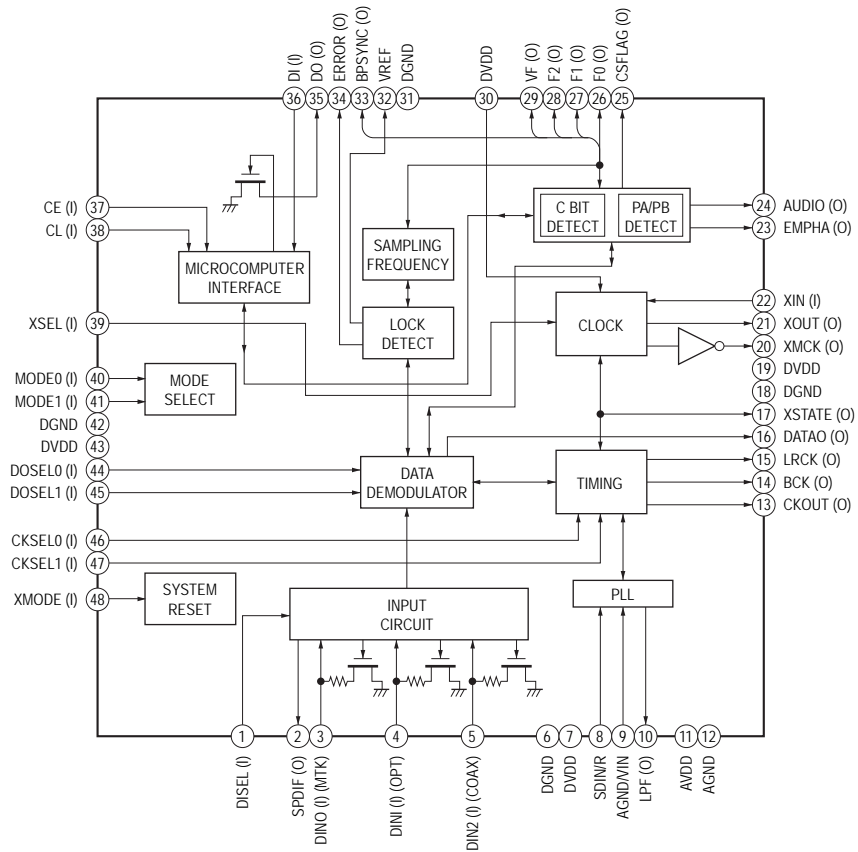 DI (I)
DO (O)
ERROR (O)
BPSYNC (O)
VREF
DGND
DVDD
VF (O)
F2 (O)
F1 (O)
F0 (O)
CSFLAG (O)
36
35
34
33
32
31
30
29
28
27
26
25
CE (I)
37
CL (I)
38
XSEL (I)
39
MODE0 (I)
40
MODE1 (I)
41
DGND
42
DVDD
43
DOSEL0 (I)
44
DOSEL1 (I)
45
CKSEL0 (I)
46
CKSEL1 (I)
47
XMODE (I)
48
MICROCOMPUTER
INTERFACE
SAMPLING
FREQUENCY
C BIT
DETECT
PA/PB
DETECT
LOCK
DETECT
CLOCK
MODE
SELECT
DATA
DEMODULATOR
TIMING
SYSTEM
RESET
INPUT
CIRCUIT
PLL
24
AUDIO (O)
23
EMPHA (O)
22
XIN (I)
21
XOUT (O)
20
XMCK (O)
19
DVDD
18
DGND
17
XSTATE (O)
16
DATAO (O)
15
LRCK (O)
14
BCK (O)
13
CKOUT (O)
1
2
3
4
5
6
7
8
9
10
11
12
DISEL (I)
SPDIF (O)
DINO (I) (MTK)
DINI (I) (OPT)
DIN2 (I) (COAX)
DGND
DVDD
SDIN/R
AGND/VIN
LPF (O)
AVDD
AGND